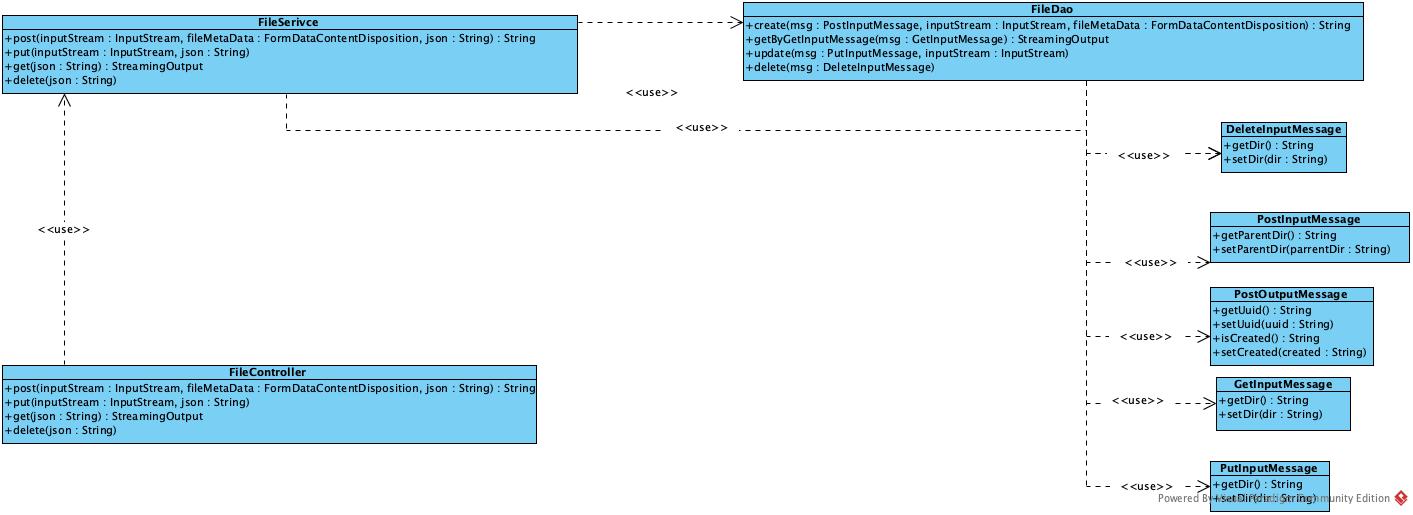 FileSerivce
+post(inputStream : InputStream, fileMetaData : FormDataContentDisposition, json : String) : String
+put(inputStream : InputStream, json : String)
+get(json : String) : StreamingOutput
+delete(json : String)
FileDao
+create(msg : PostInputMessage, inputStream : InputStream, fileMetaData : FormDataContentDisposition) : String
+getByGetInputMessage(msg : GetInputMessage) : StreamingOutput
+update(msg : PutInputMessage, inputStream : InputStream)
+delete(msg : DeleteInputMessage)
<<use>>
<<use>>
<<use>>
DeleteInputMessage
+getDir() : String
+setDir(dir : String)
<<use>>
PostInputMessage
+getParentDir() : String
+setParentDir(parrentDir : String)
<<use>>
<<use>>
PostOutputMessage
+getUuid() : String
+setUuid(uuid : String)
+isCreated() : String
+setCreated(created : String)
<<use>>
FileController
+post(inputStream : InputStream, fileMetaData : FormDataContentDisposition, json : String) : String
+put(inputStream : InputStream, json : String)
+get(json : String) : StreamingOutput
+delete(json : String)
GetInputMessage
+getDir() : String
+setDir(dir : String)
<<use>>
PutInputMessage
+getDir() : String
+setDir(dir : String)
<<use>>
Powered By Visual Paradigm Community Edition